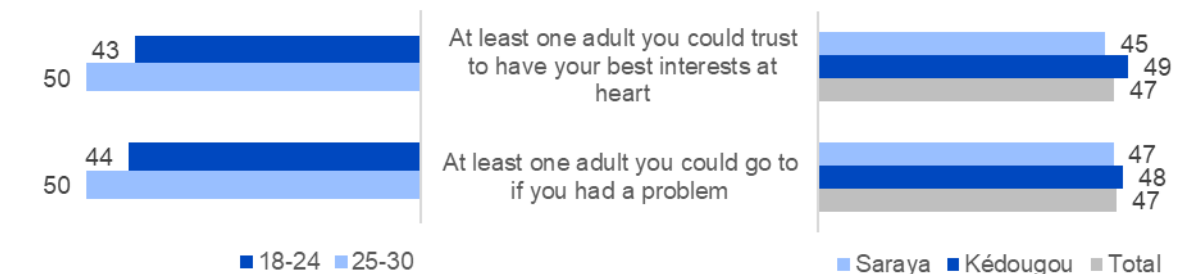 43
50
At least one adult you could trust
to have your best interests at
heart
45
49
47
44
50
At least one adult you could go to
if you had a problem
47
48
47
18-24 25-30
Saraya Kédougou Total